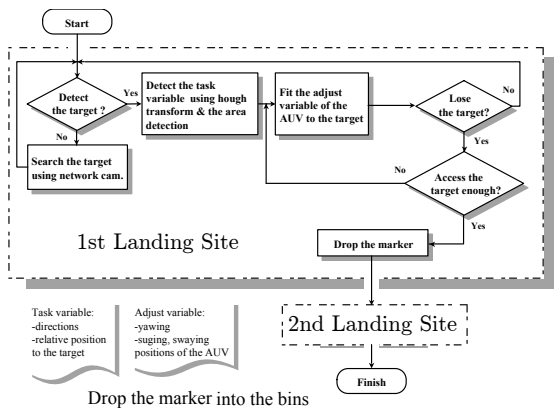 Start
Detect
the target ?
Yes
No
Search the target
using network cam.
Detect the task
variable using hough
transform & the area
detection
Fit the adjust
variable of the
AUV to the target
Lose
the target?
No
Yes
Access the
target enough?
No
Yes
Drop the marker
1st Landing Site
2nd Landing Site
Finish
Task variable:
-directions
-relative position
to the target
Adjust variable:
-yawing
-suging, swaying
positions of the AUV
Drop the marker into the bins